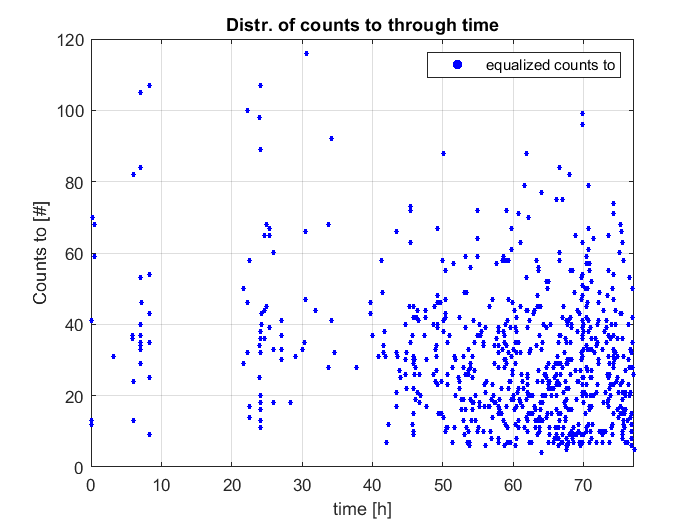 Distr. of counts to through time
equalized counts to
120
100
80
60
40
20
0
Counts to [#]
0 10 20 30 40 50 60 70
time [h]